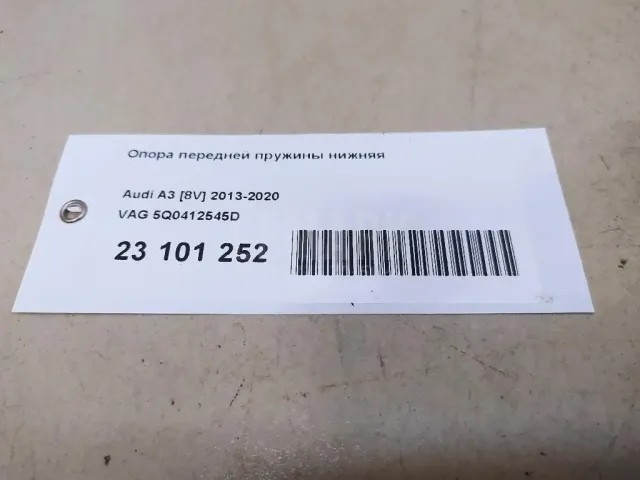 Опора передней пружины нижняя
Audi A3 [8V] 2013-2020
VAG 5Q0412545D
23 101 252